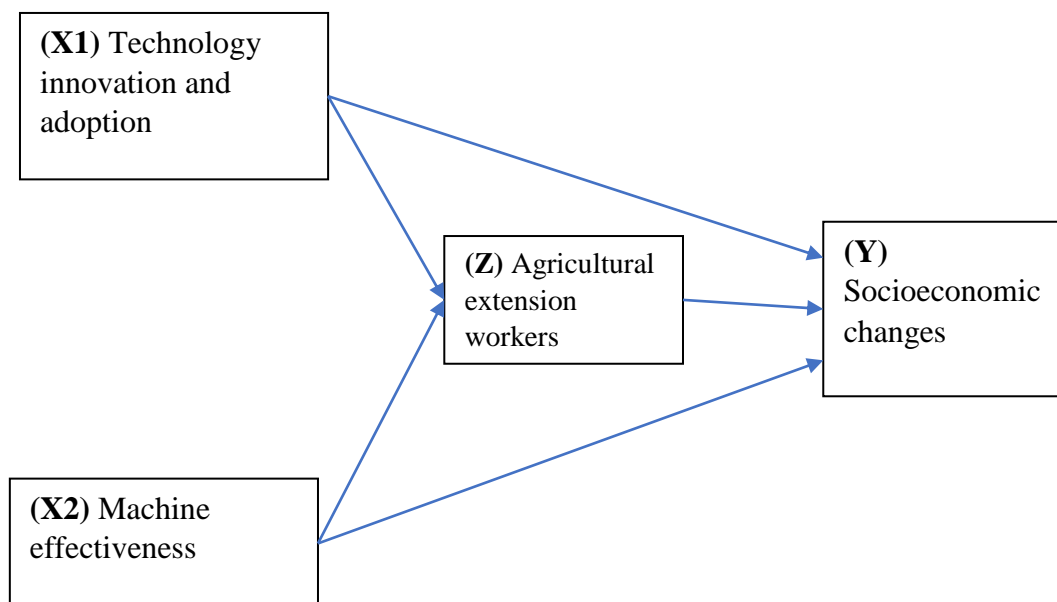 (X1) Technology
innovation and
adoption
(Z) Agricultural
extension
workers
(Y)
Socioeconomic
changes
(X2) Machine
effectiveness